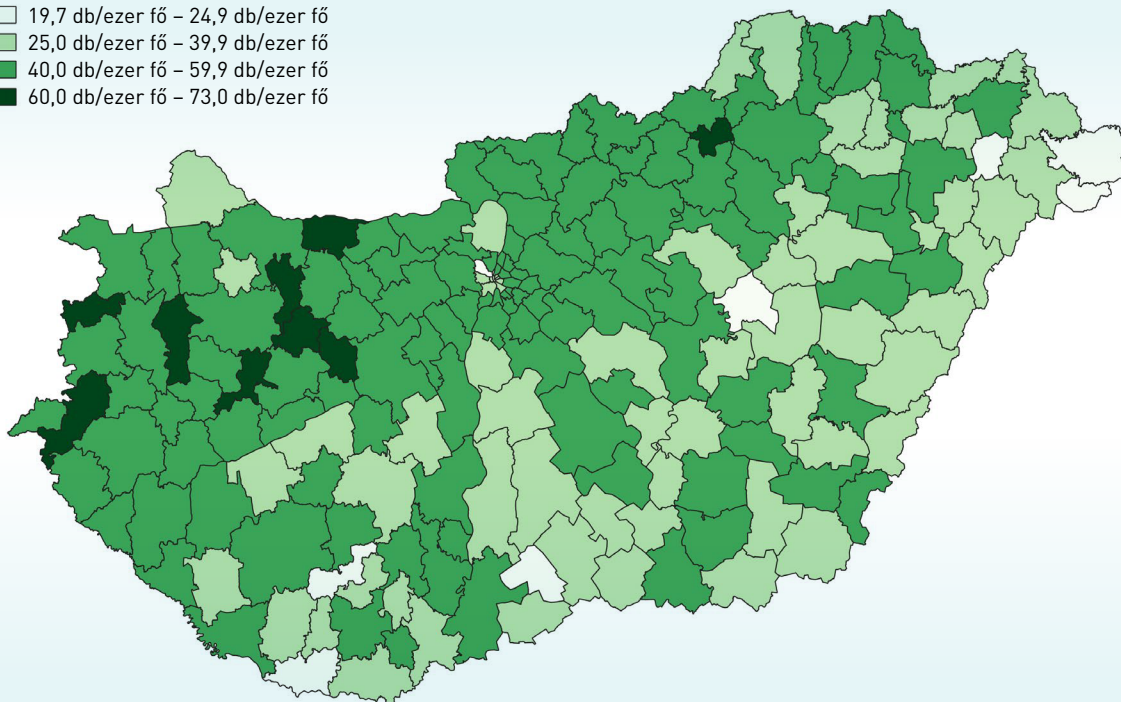 19,7 db/ezer fő – 24,9 db/ezer fő
25,0 db/ezer fő – 39,9 db/ezer fő
40,0 db/ezer fő – 59,9 db/ezer fő
60,0 db/ezer fő – 73,0 db/ezer fő